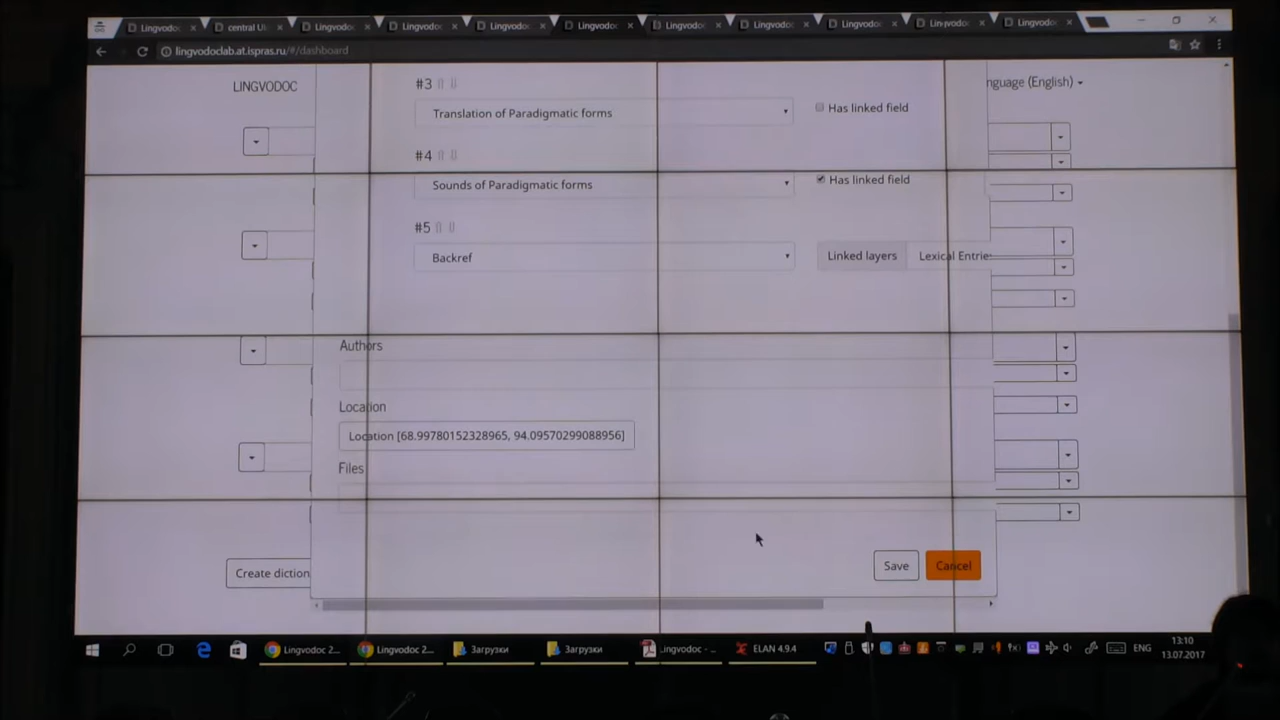 Lingvodoc
central U
Lingvodoc
Lingvodoc
Lingvodoc
Lingvodoc
Lingvodoc
Lingvodoc
Lingvodoc
Lingvodoc
Lingvodoc
lingvodoclab.at.ispras.ru/#/dashboard
LINGVODOC
#3
nguage (English)
Translation of Paradigmatic forms
Has linked field
#4
Sounds of Paradigmatic forms
Has linked field
#5
Backref
Linked layers
Lexical Entries
Authors
Location
Location [68.99780152328965, 94.09570299088956]
Files
Create diction
Save
Cancel
Lingvodoc 2...
Lingvodoc 2...
Загрузки
Загрузки
Lingvodoc - ...
ELAN 4.9.4
ENG
13:10
13.07.2017